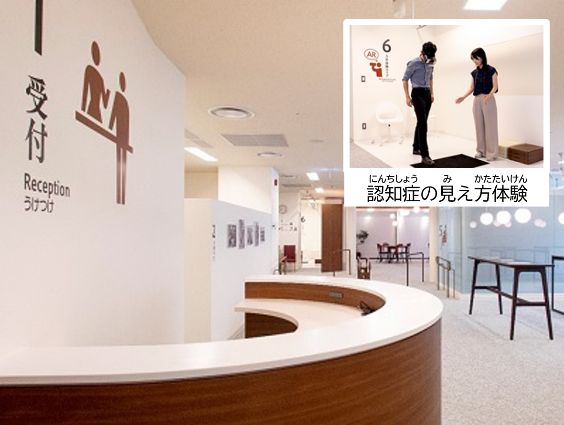 1
受付
Reception
うけつけ
AR
6
にんちしょう み かたたいけん
認知症の見え方体験